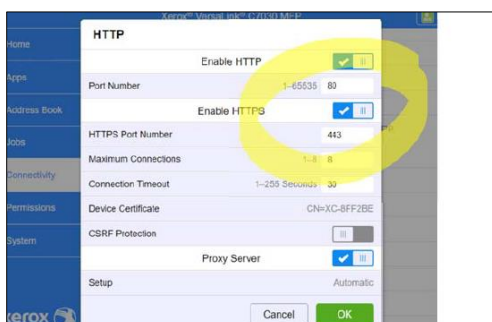 Xerox® VersaLink® C7030 MFP
HTTP
Home
Enable HTTP
Apps
Port Number 1–65535 80
Address Book
Enable HTTPS
HTTPS Port Number 443
Jobs
Maximum Connections 1–8 8
Connectivity
Connection Timeout 1–255 Seconds 30
Permissions
Device Certificate CN=XC-8FF2BE
CSRF Protection
System
Proxy Server
Setup Automatic
Cancel OK
xerox